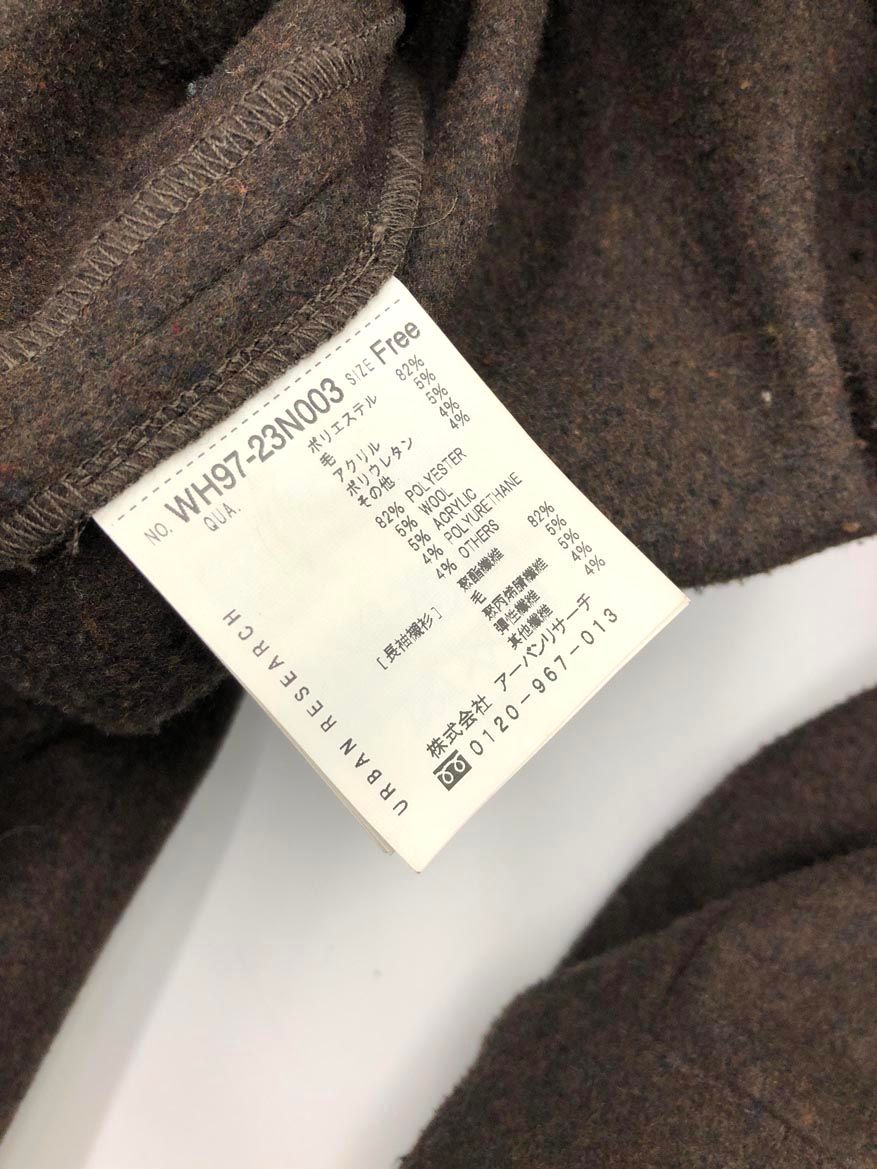 NO. WH97-23N003 SIZE Free
QUA.
ポリエステル 82%
毛 5%
アクリル 5%
ポリウレタン 4%
その他 4%
82% POLYESTER
5% WOOL
5% ACRYLIC
4% POLYURETHANE
4% OTHERS
[長袖襯衫]
聚酯纖維 82%
毛 5%
聚丙烯腈纖維 5%
彈性纖維 4%
其他纖維 4%
株式会社 アーバンリサーチ
0120-967-013
URBAN RESEARCH